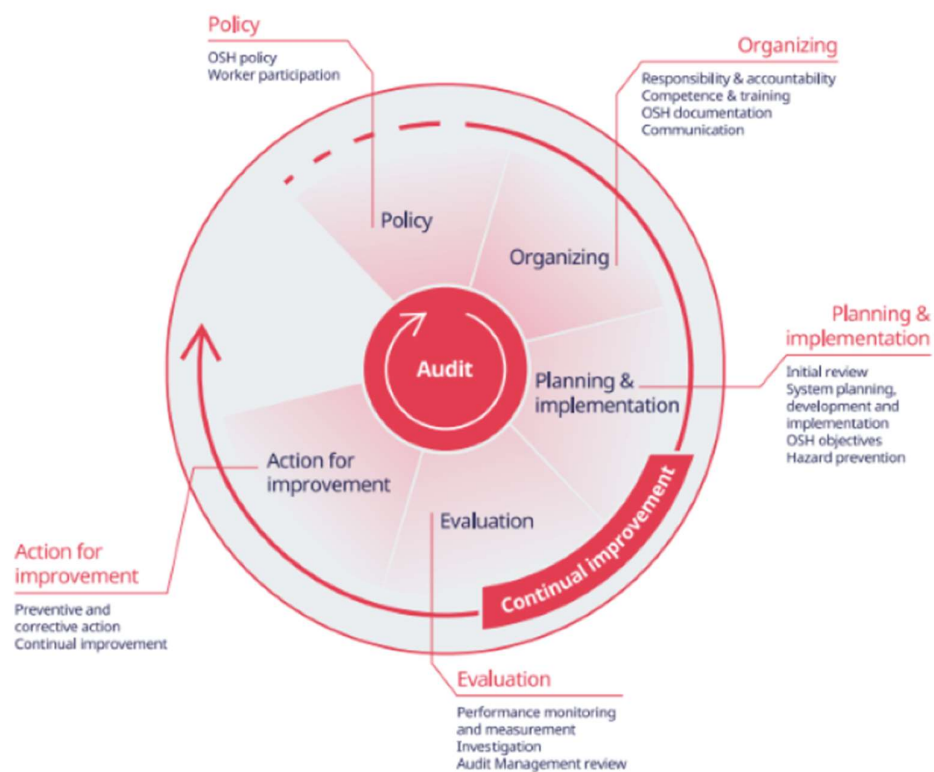 Policy
OSH policy
Worker participation
Organizing
Responsibility & accountability
Competence & training
OSH documentation
Communication
Policy
Organizing
Planning &
implementation
Initial review
System planning,
development and
implementation
OSH objectives
Hazard prevention
Audit
Planning &
implementation
Action for
improvement
Evaluation
Continual improvement
Action for
improvement
Preventive and
corrective action
Continual improvement
Evaluation
Performance monitoring
and measurement
Investigation
Audit Management review